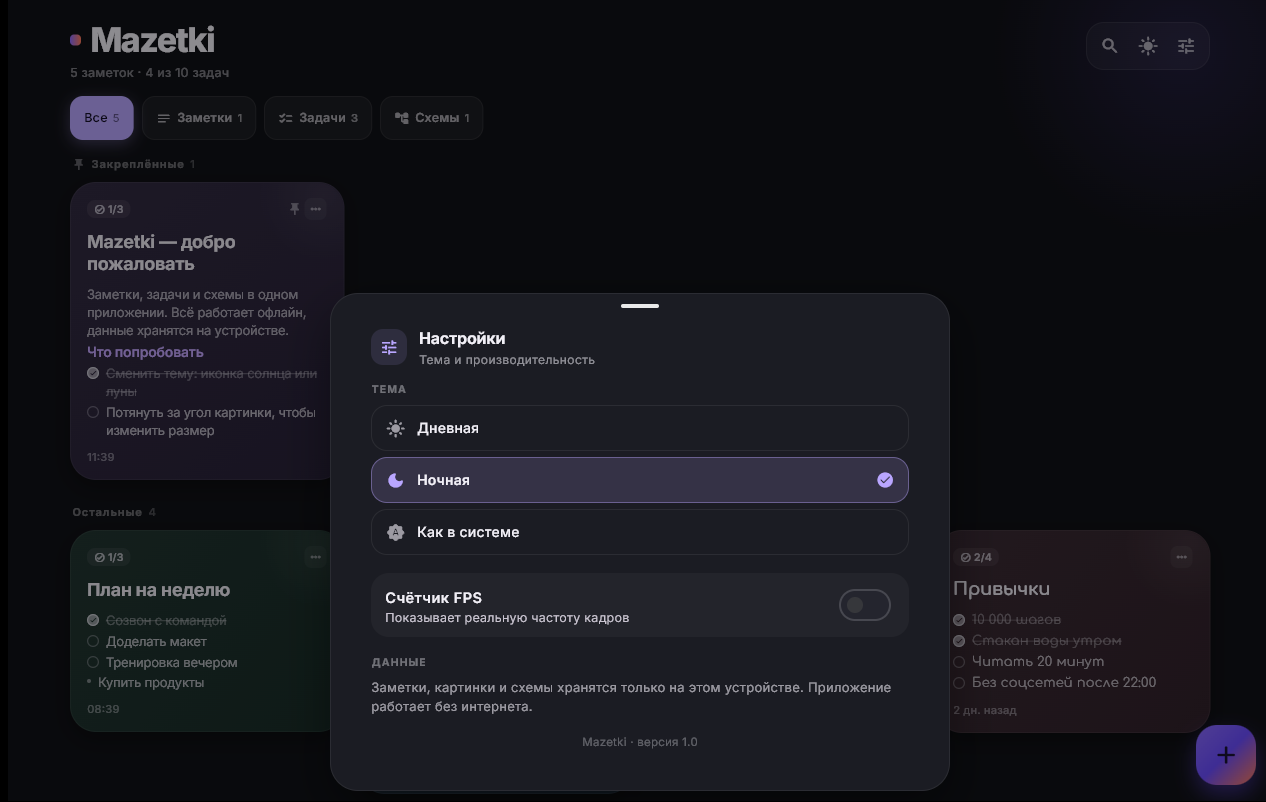 Mazetki
5 заметок · 4 из 10 задач
Все 5
Заметки 1
Задачи 3
Схемы 1
Закреплённые 1
1/3
Mazetki — добро
пожаловать
Заметки, задачи и схемы в одном
приложении. Всё работает офлайн,
данные хранятся на устройстве.
Что попробовать
Сменить тему: иконка солнца или
луны
Потянуть за угол картинки, чтобы
изменить размер
11:39
Остальные 4
1/3
План на неделю
Созвон с командой
Доделать макет
Тренировка вечером
• Купить продукты
08:39
Настройки
Тема и производительность
ТЕМА
Дневная
Ночная
A Как в системе
Счётчик FPS
Показывает реальную частоту кадров
ДАННЫЕ
Заметки, картинки и схемы хранятся только на этом устройстве. Приложение
работает без интернета.
Mazetki · версия 1.0
2/4
Привычки
10 000 шагов
Стакан воды утром
Читать 20 минут
Без соцсетей после 22:00
2 дн. назад
+